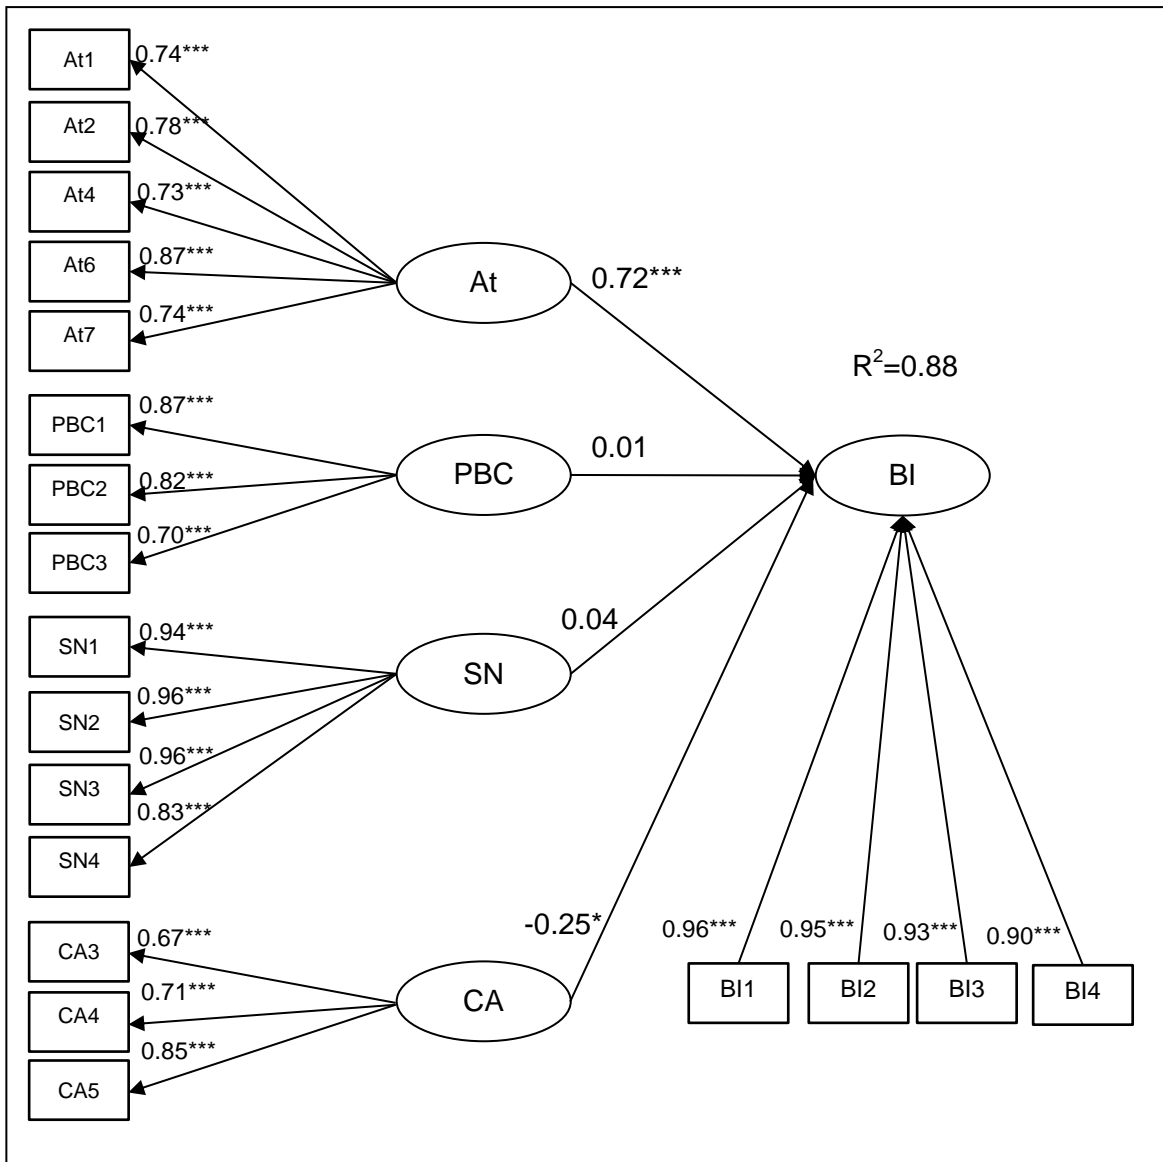 At1
0.74***
At2
0.78***
At4
0.73***
At6
0.87***
At7
0.74***
At
0.72***
R²=0.88
PBC1
0.87***
PBC2
0.82***
PBC3
0.70***
PBC
0.01
BI
SN1
0.94***
SN2
0.96***
SN3
0.96***
SN4
0.83***
SN
0.04
CA3
0.67***
CA4
0.71***
CA5
0.85***
CA
-0.25*
0.96***
0.95***
0.93***
0.90***
BI1
BI2
BI3
BI4